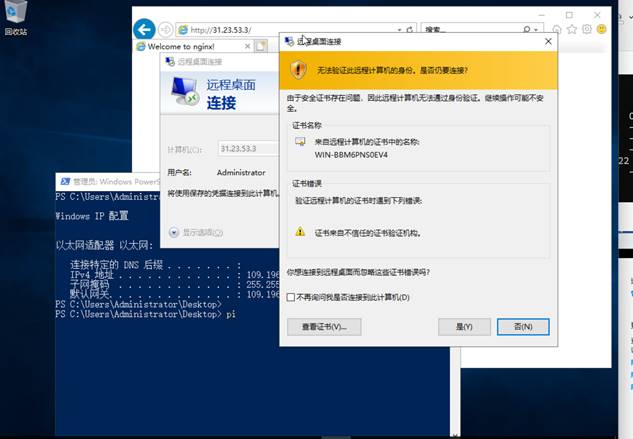 回收站
http://31.23.53.3/
搜索...
Welcome to nginx!
远程桌面连接
远程桌面
连接
计算机(C):
31.23.53.3
用户名:
Administrator
将使用保存的凭据连接到此计算机。
显示选项(O)
远程桌面连接
无法验证此远程计算机的身份。是否仍要连接?
由于安全证书存在问题，因此远程计算机无法通过身份验证。继续操作可能不安全。
证书名称
来自远程计算机的证书中的名称:
WIN-BBM6PNS0EV4
证书错误
验证远程计算机的证书时遇到下列错误:
证书来自不信任的证书验证机构。
你想连接到远程桌面而忽略这些证书错误吗?
不再询问我是否连接到此计算机(D)
查看证书(V)...
是(Y)
否(N)
管理员: Windows PowerS
PS C:\Users\Administrator
Windows IP 配置
以太网适配器 以太网:
连接特定的 DNS 后缀 . . . . . . . :
IPv4 地址 . . . . . . . . . . . . : 109.196
子网掩码 . . . . . . . . . . . . : 255.255
默认网关. . . . . . . . . . . . . : 109.196
PS C:\Users\Administrator\Desktop>
PS C:\Users\Administrator\Desktop> pi